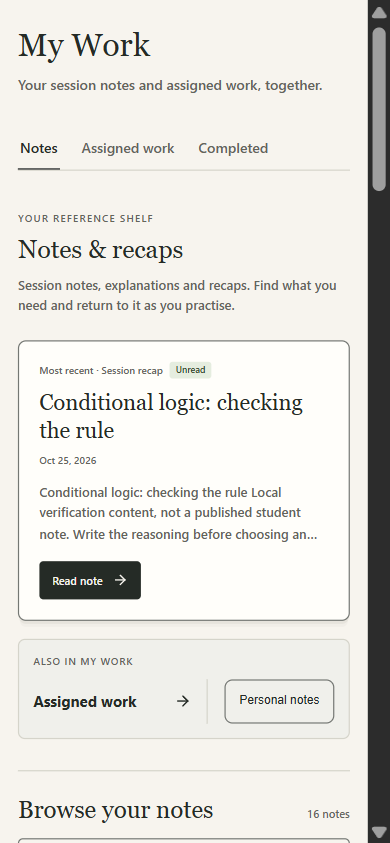 My Work
Your session notes and assigned work, together.
Notes
Assigned work
Completed
YOUR REFERENCE SHELF
Notes & recaps
Session notes, explanations and recaps. Find what you
need and return to it as you practise.
Most recent · Session recap
Unread
Conditional logic: checking
the rule
Oct 25, 2026
Conditional logic: checking the rule Local
verification content, not a published student
note. Write the reasoning before choosing an...
Read note
ALSO IN MY WORK
Assigned work
Personal notes
Browse your notes
16 notes